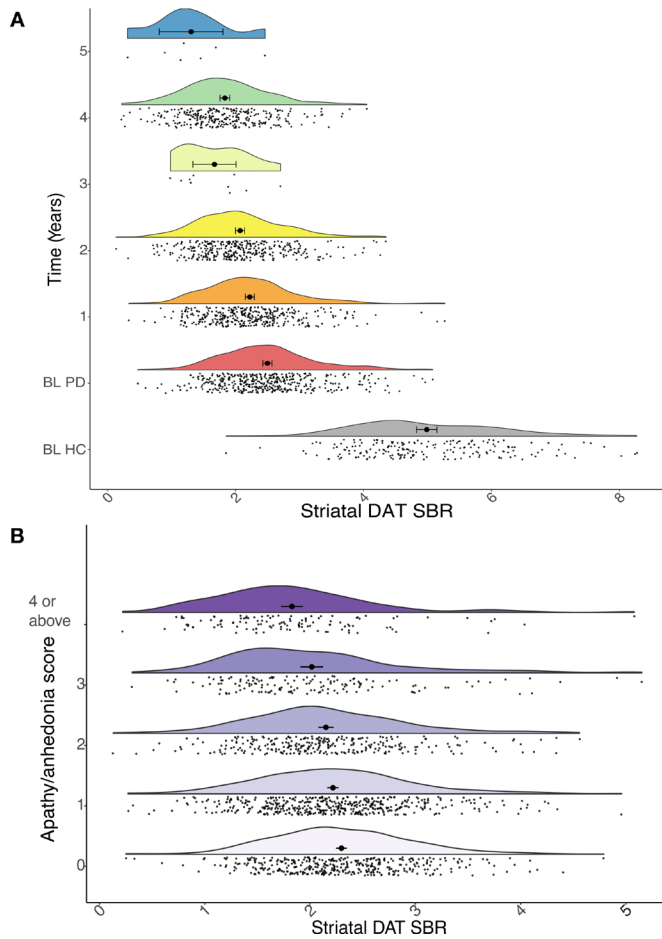 A
Time (Years)
5
4
3
2
1
BL PD
BL HC
0
2
4
6
8
Striatal DAT SBR
B
Apathy/anhedonia score
4 or
above
3
2
1
0
0
1
2
3
4
5
Striatal DAT SBR